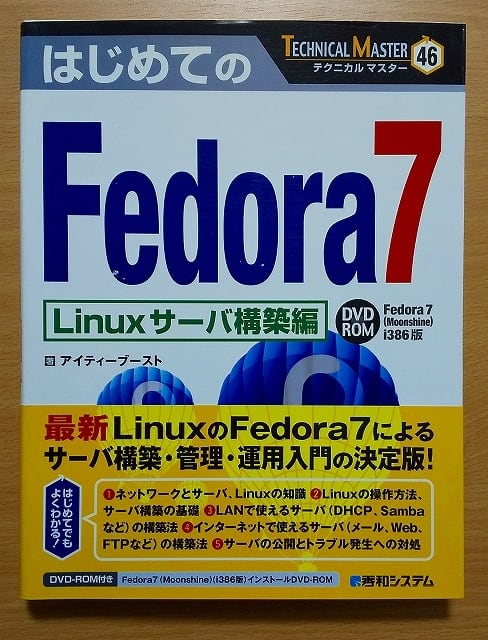 はじめての
TECHNICAL MASTER
テクニカル マスター
46
Fedora7
Linuxサーバ構築編
DVD
ROM
Fedora 7
(Moonshine)
i386版
著 アイティーブースト
最新LinuxのFedora7による
サーバ構築・管理・運用入門の決定版!
はじめてでも
よくわかる!
❶ネットワークとサーバ、Linuxの知識 ❷Linuxの操作方法、
サーバ構築の基礎 ❸LANで使えるサーバ(DHCP、Samba
など)の構築法 ❹インターネットで使えるサーバ(メール、Web、
FTPなど)の構築法 ❺サーバの公開とトラブル発生への対処
DVD-ROM付き Fedora7(Moonshine)(i386版)インストールDVD-ROM
秀和システム